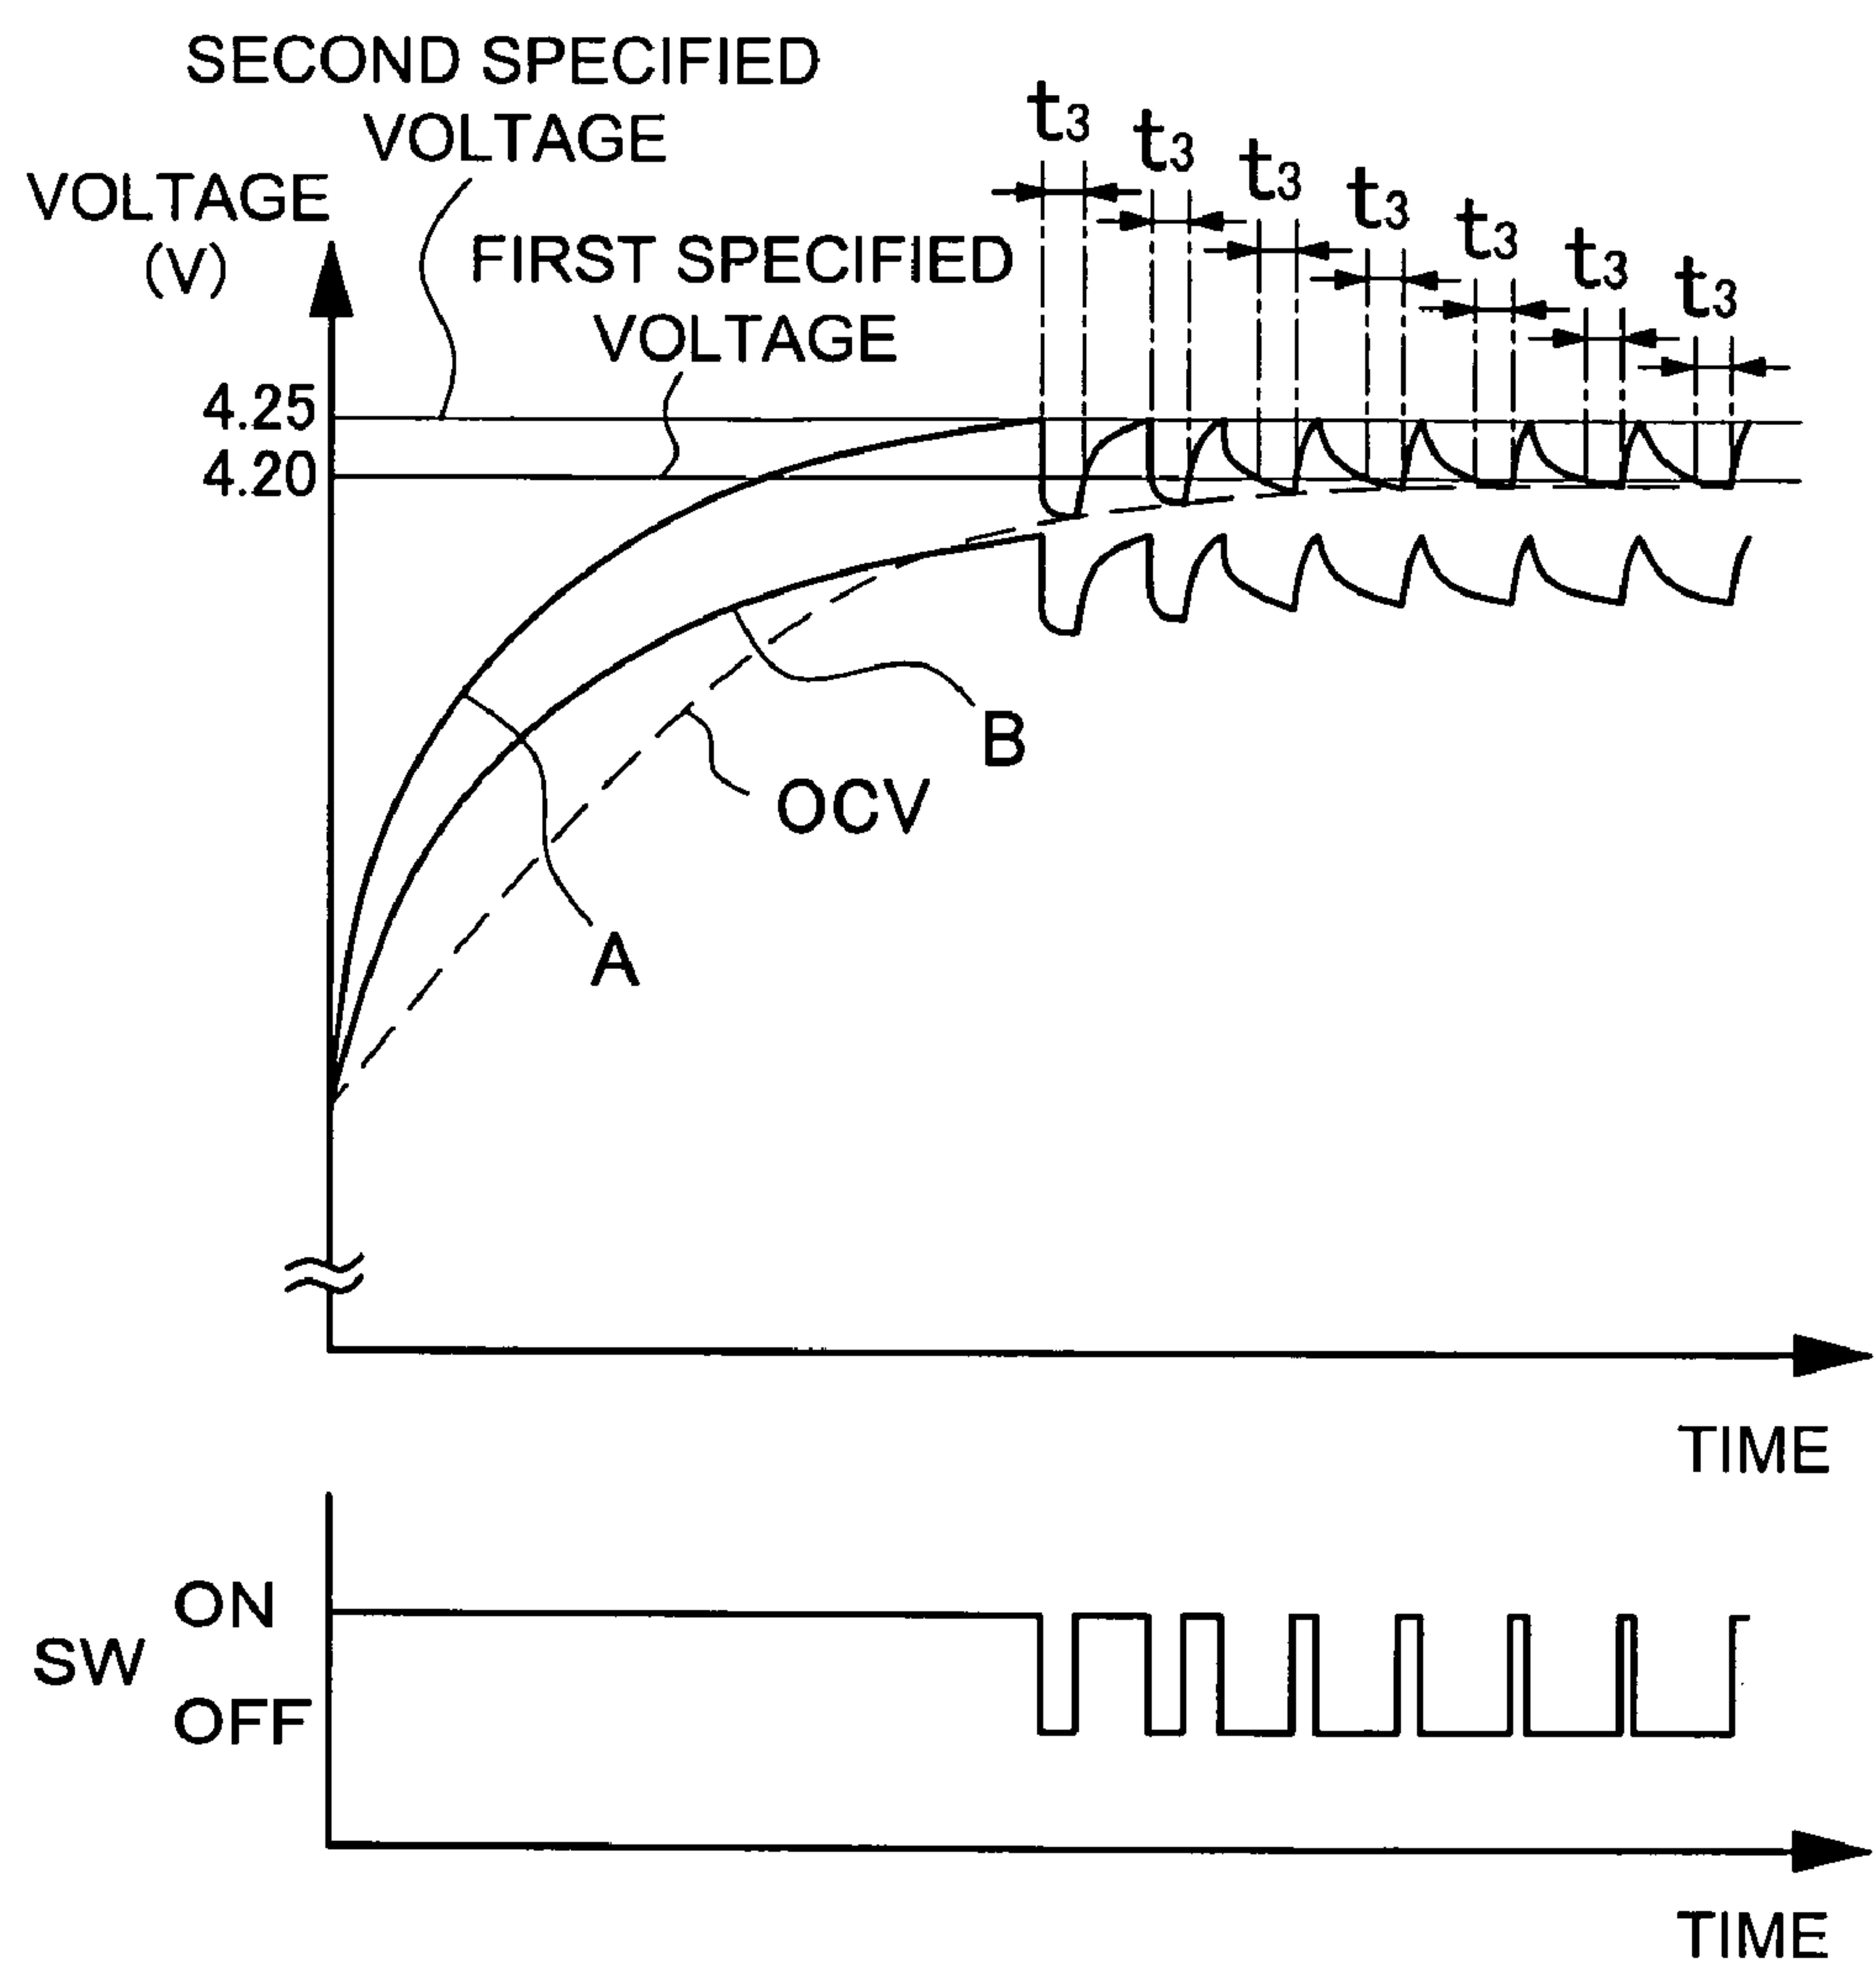 SECOND SPECIFIED
VOLTAGE
VOLTAGE
(V)
FIRST SPECIFIED
VOLTAGE
t3
t3
t3
t3
t3
t3
t3
4.25
4.20
B
OCV
A
TIME
ON
SW
OFF
TIME